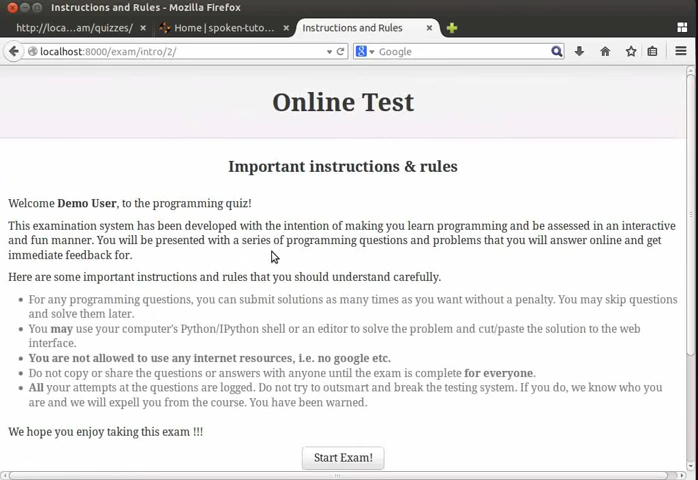 Instructions and Rules - Mozilla Firefox
http://loca...am/quizzes/
Home | spoken-tuto...
Instructions and Rules
localhost:8000/exam/intro/2/
Google
Online Test
Important instructions & rules
Welcome Demo User, to the programming quiz!
This examination system has been developed with the intention of making you learn programming and be assessed in an interactive
and fun manner. You will be presented with a series of programming questions and problems that you will answer online and get
immediate feedback for.
Here are some important instructions and rules that you should understand carefully.
For any programming questions, you can submit solutions as many times as you want without a penalty. You may skip questions
and solve them later.
You may use your computer's Python/IPython shell or an editor to solve the problem and cut/paste the solution to the web
interface.
You are not allowed to use any internet resources, i.e. no google etc.
Do not copy or share the questions or answers with anyone until the exam is complete for everyone.
All your attempts at the questions are logged. Do not try to outsmart and break the testing system. If you do, we know who you
are and we will expell you from the course. You have been warned.
We hope you enjoy taking this exam !!!
Start Exam!